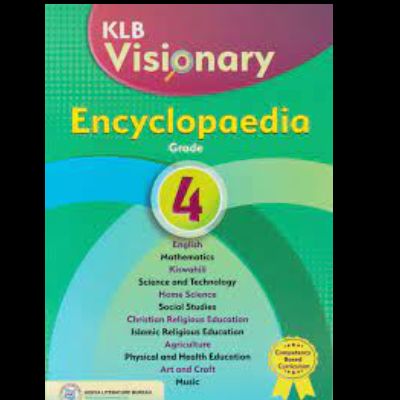 KLB
Visionary
Encyclopaedia
Grade
4
English
Mathematics
Kiswahili
Science and Technology
Home Science
Social Studies
Christian Religious Education
Islamic Religious Education
Agriculture
Physical and Health Education
Art and Craft
Music
Competency
Based
Curriculum
KENYA LITERATURE BUREAU